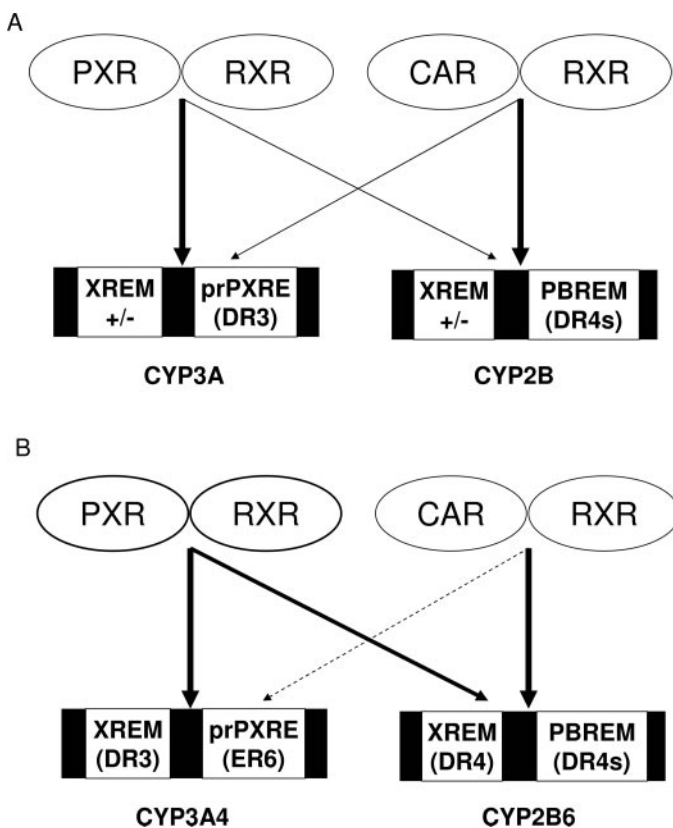 A
PXR RXR CAR RXR
XREM prPXRE XREM PBREM
+/- (DR3) +/- (DR4s)
CYP3A CYP2B
B
PXR RXR CAR RXR
XREM prPXRE XREM PBREM
(DR3) (ER6) (DR4) (DR4s)
CYP3A4 CYP2B6